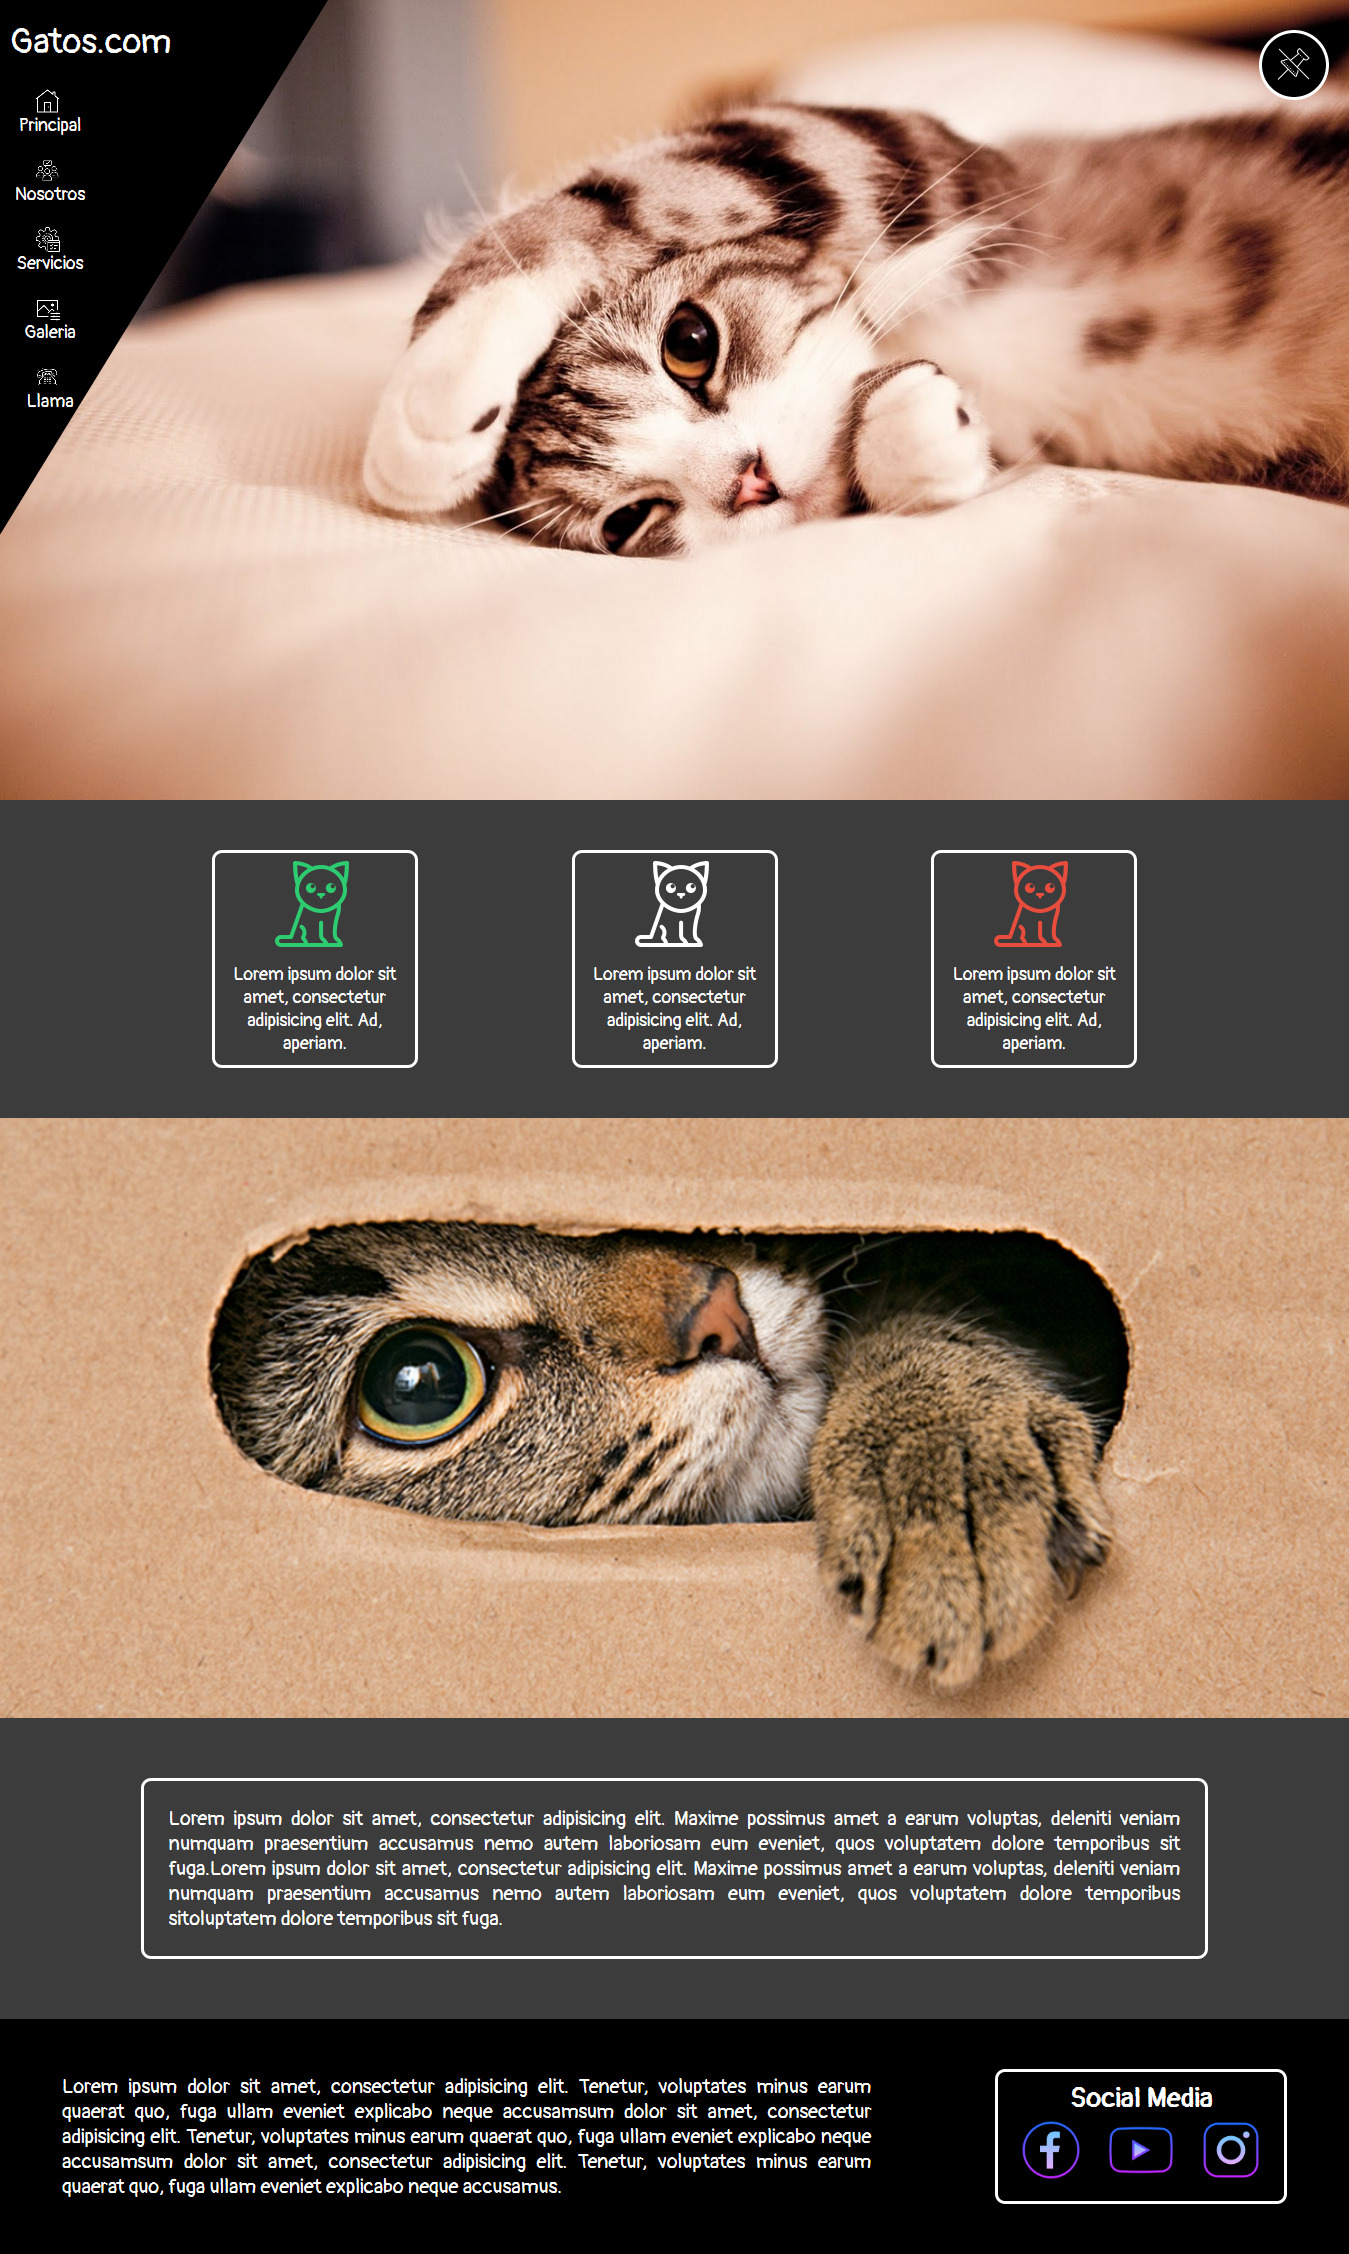 Gatos.com
Principal
Nosotros
Servicios
Galeria
Llama
Lorem ipsum dolor sit
amet, consectetur
adipisicing elit. Ad,
aperiam.
Lorem ipsum dolor sit
amet, consectetur
adipisicing elit. Ad,
aperiam.
Lorem ipsum dolor sit
amet, consectetur
adipisicing elit. Ad,
aperiam.
Lorem ipsum dolor sit amet, consectetur adipisicing elit. Maxime possimus amet a earum voluptas, deleniti veniam
numquam praesentium accusamus nemo autem laboriosam eum eveniet, quos voluptatem dolore temporibus sit
fuga.Lorem ipsum dolor sit amet, consectetur adipisicing elit. Maxime possimus amet a earum voluptas, deleniti veniam
numquam praesentium accusamus nemo autem laboriosam eum eveniet, quos voluptatem dolore temporibus
sitoluptatem dolore temporibus sit fuga.
Lorem ipsum dolor sit amet, consectetur adipisicing elit. Tenetur, voluptates minus earum
quaerat quo, fuga ullam eveniet explicabo neque accusamsum dolor sit amet, consectetur
adipisicing elit. Tenetur, voluptates minus earum quaerat quo, fuga ullam eveniet explicabo neque
accusamsum dolor sit amet, consectetur adipisicing elit. Tenetur, voluptates minus earum
quaerat quo, fuga ullam eveniet explicabo neque accusamus.
Social Media